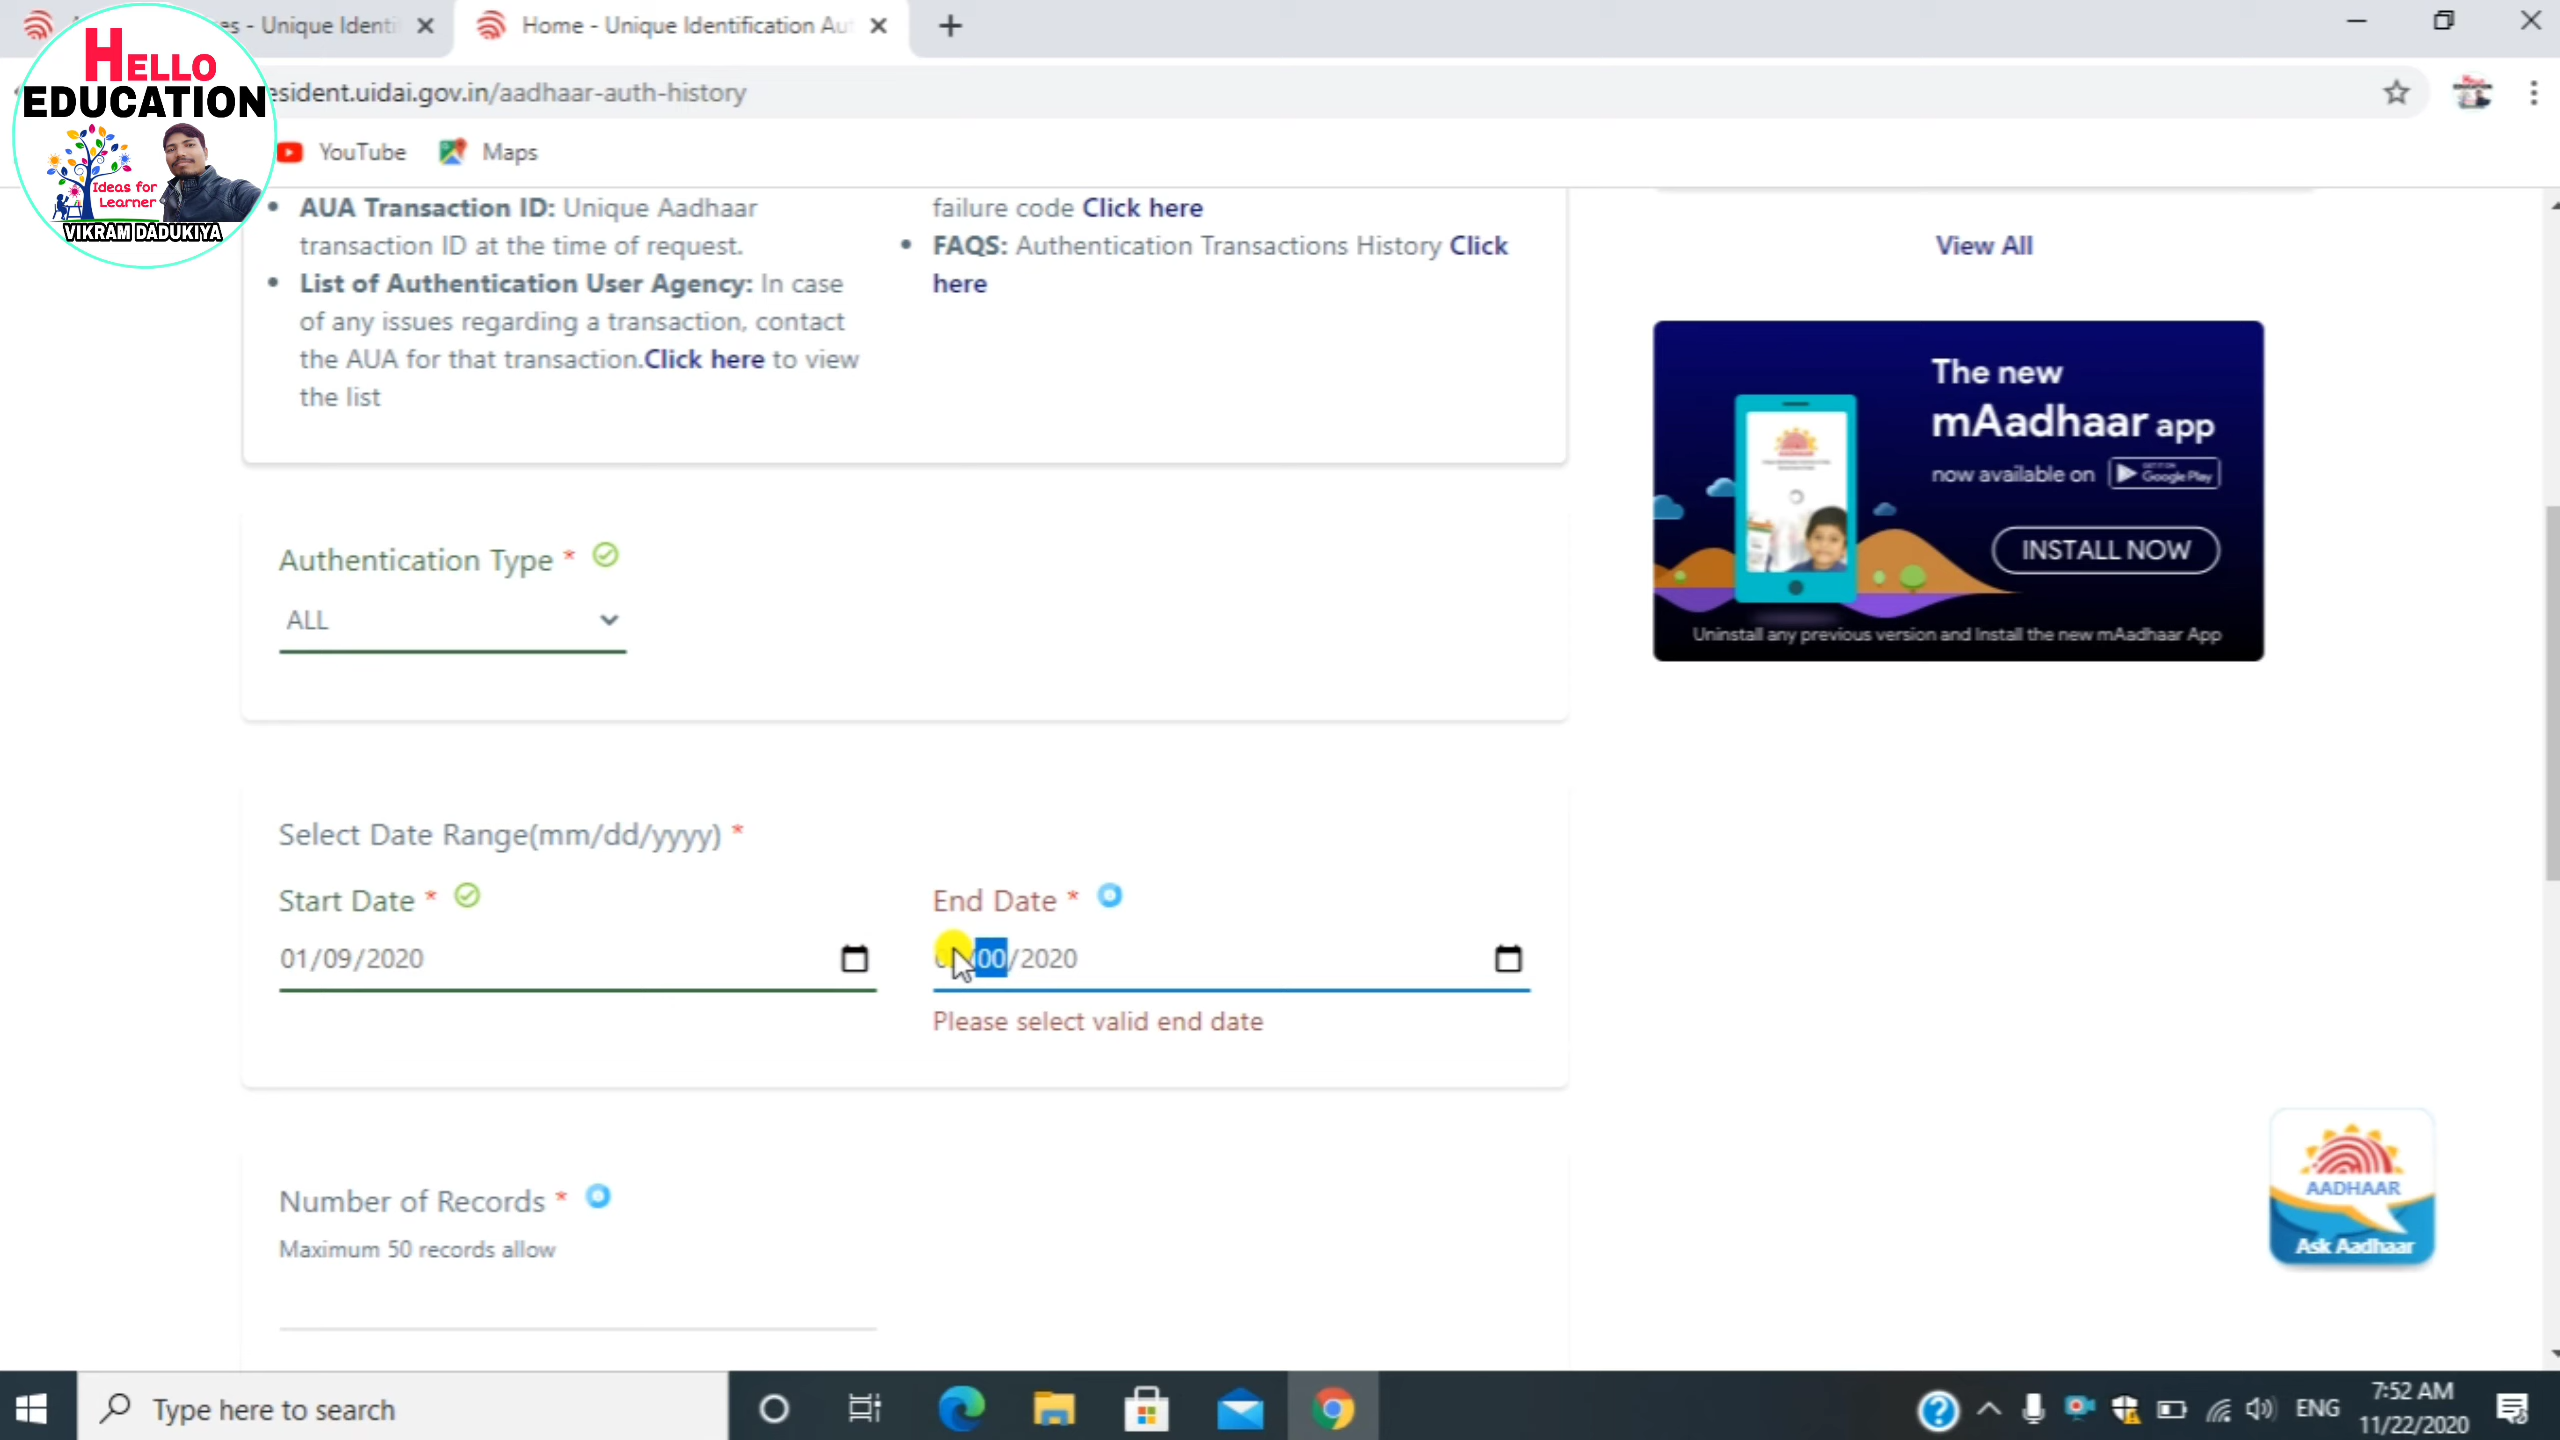 es - Unique Identi
Home - Unique Identification Au
HELLO
EDUCATION
Ideas for
Learner
VIKRAM DADUKIYA
esident.uidai.gov.in/aadhaar-auth-history
YouTube
Maps
AUA Transaction ID: Unique Aadhaar
transaction ID at the time of request.
List of Authentication User Agency: In case
of any issues regarding a transaction, contact
the AUA for that transaction.Click here to view
the list
failure code Click here
FAQS: Authentication Transactions History Click
here
View All
The new
mAadhaar app
now available on
GET IT ON
Google Play
INSTALL NOW
Uninstall any previous version and Install the new mAadhaar App
Authentication Type *
ALL
Select Date Range(mm/dd/yyyy) *
Start Date *
01/09/2020
End Date *
/00/2020
Please select valid end date
Number of Records *
Maximum 50 records allow
AADHAAR
Ask Aadhaar
Type here to search
ENG
7:52 AM
11/22/2020